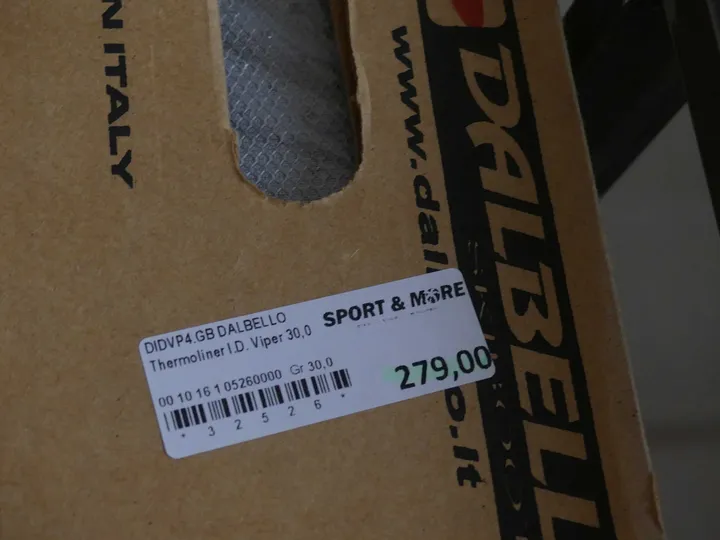 N ITALY
DALBELL
www.dal
o.it
DIDVP4.GB DALBELLO
Thermoliner I.D. Viper 30,0
SPORT & MORE
00 10 16 1 05260000 Gr 30,0
279,00
* 3 2 5 2 6 *